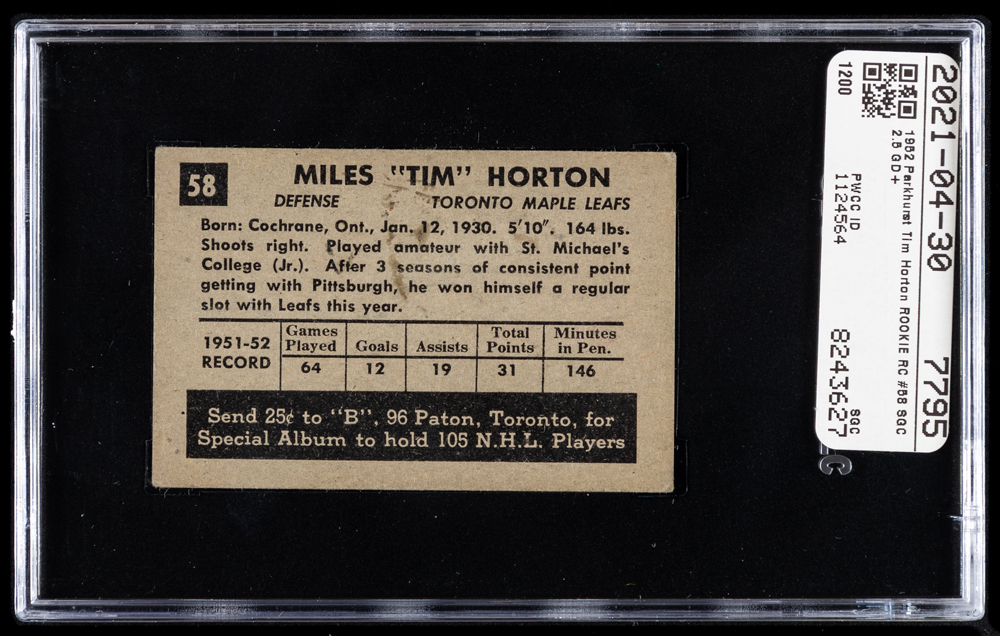 58
MILES "TIM" HORTON
DEFENSE TORONTO MAPLE LEAFS
Born: Cochrane, Ont., Jan. 12, 1930. 5'10". 164 lbs.
Shoots right. Played amateur with St. Michael's
College (Jr.). After 3 seasons of consistent point
getting with Pittsburgh, he won himself a regular
slot with Leafs this year.
1951-52 RECORD
Games Played Goals Assists Total Points Minutes in Pen.
64 12 19 31 146
Send 25¢ to "B", 96 Paton, Toronto, for
Special Album to hold 105 N.H.L. Players
2021-04-30 7795
1952 Parkhurst Tim Horton ROOKIE RC #58 SGC
2.5 GD+
PWCC ID SGC
1124564 8243627
1200